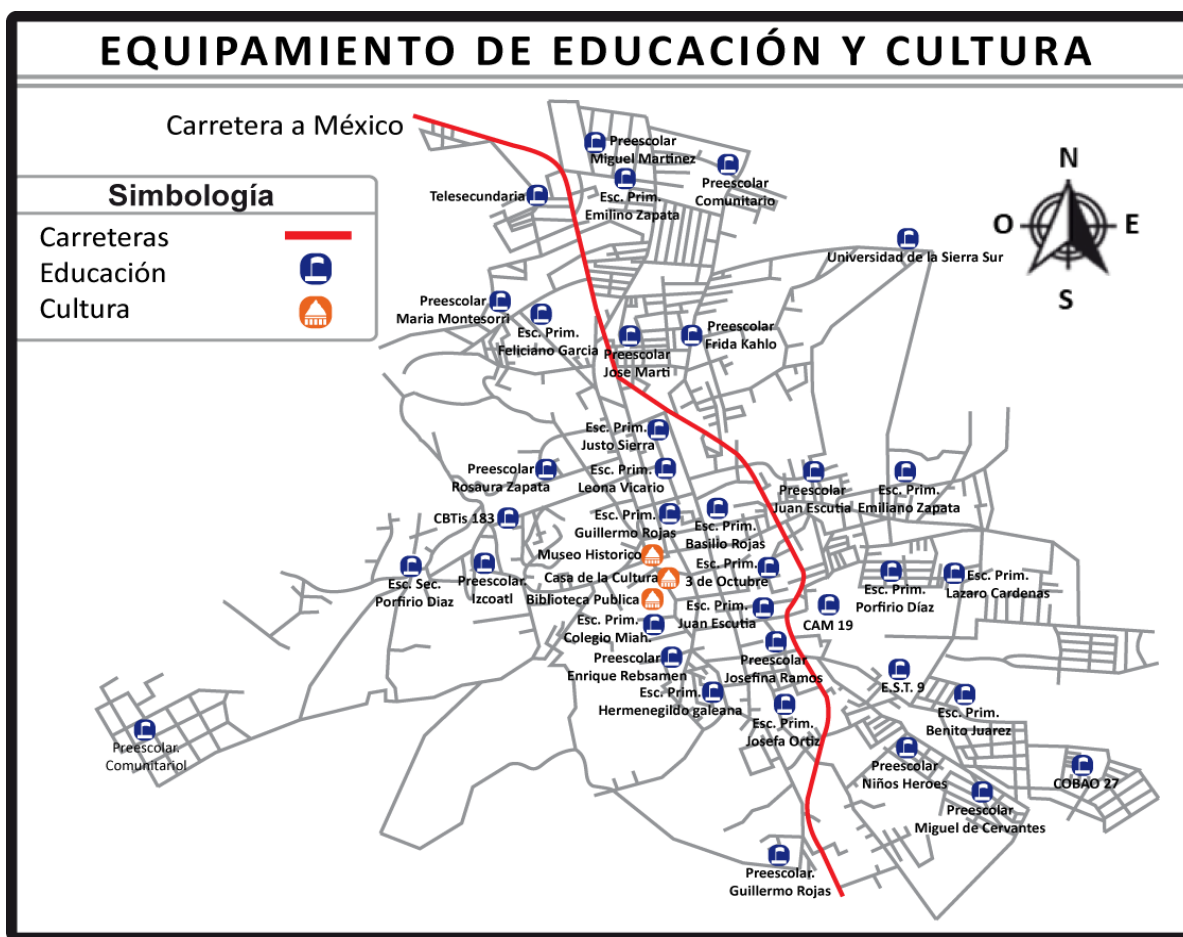 EQUIPAMIENTO DE EDUCACIÓN Y CULTURA
Carretera a México
Simbología
Carreteras
Educación
Cultura
N
O
E
S
Preescolar
Miguel Martinez
Preescolar
Comunitario
Telesecundaria
Esc. Prim.
Emilino Zapata
Universidad de la Sierra Sur
Preescolar
Maria Montesorri
Esc. Prim.
Feliciano Garcia
Preescolar
Jose Marti
Preescolar
Frida Kahlo
Esc. Prim.
Justo Sierra
Preescolar
Rosaura Zapata
Esc. Prim.
Leona Vicario
Preescolar
Juan Escutia
Esc. Prim.
Emiliano Zapata
CBTis 183
Esc. Prim.
Guillermo Rojas
Esc. Prim.
Basilio Rojas
Museo Historico
Casa de la Cultura
Biblioteca Publica
Esc. Prim.
3 de Octubre
Esc. Sec.
Porfirio Diaz
Preescolar.
Izcoatl
Esc. Prim.
Porfirio Díaz
Esc. Prim.
Lazaro Cardenas
Esc. Prim.
Juan Escutia
CAM 19
Esc. Prim.
Colegio Miah.
Preescolar
Enrique Rebsamen
Preescolar
Josefina Ramos
E.S.T. 9
Esc. Prim.
Hermenegildo galeana
Esc. Prim.
Josefa Ortiz
Esc. Prim.
Benito Juarez
Preescolar.
Comunitariol
Preescolar
Niños Heroes
COBAO 27
Preescolar
Miguel de Cervantes
Preescolar.
Guillermo Rojas